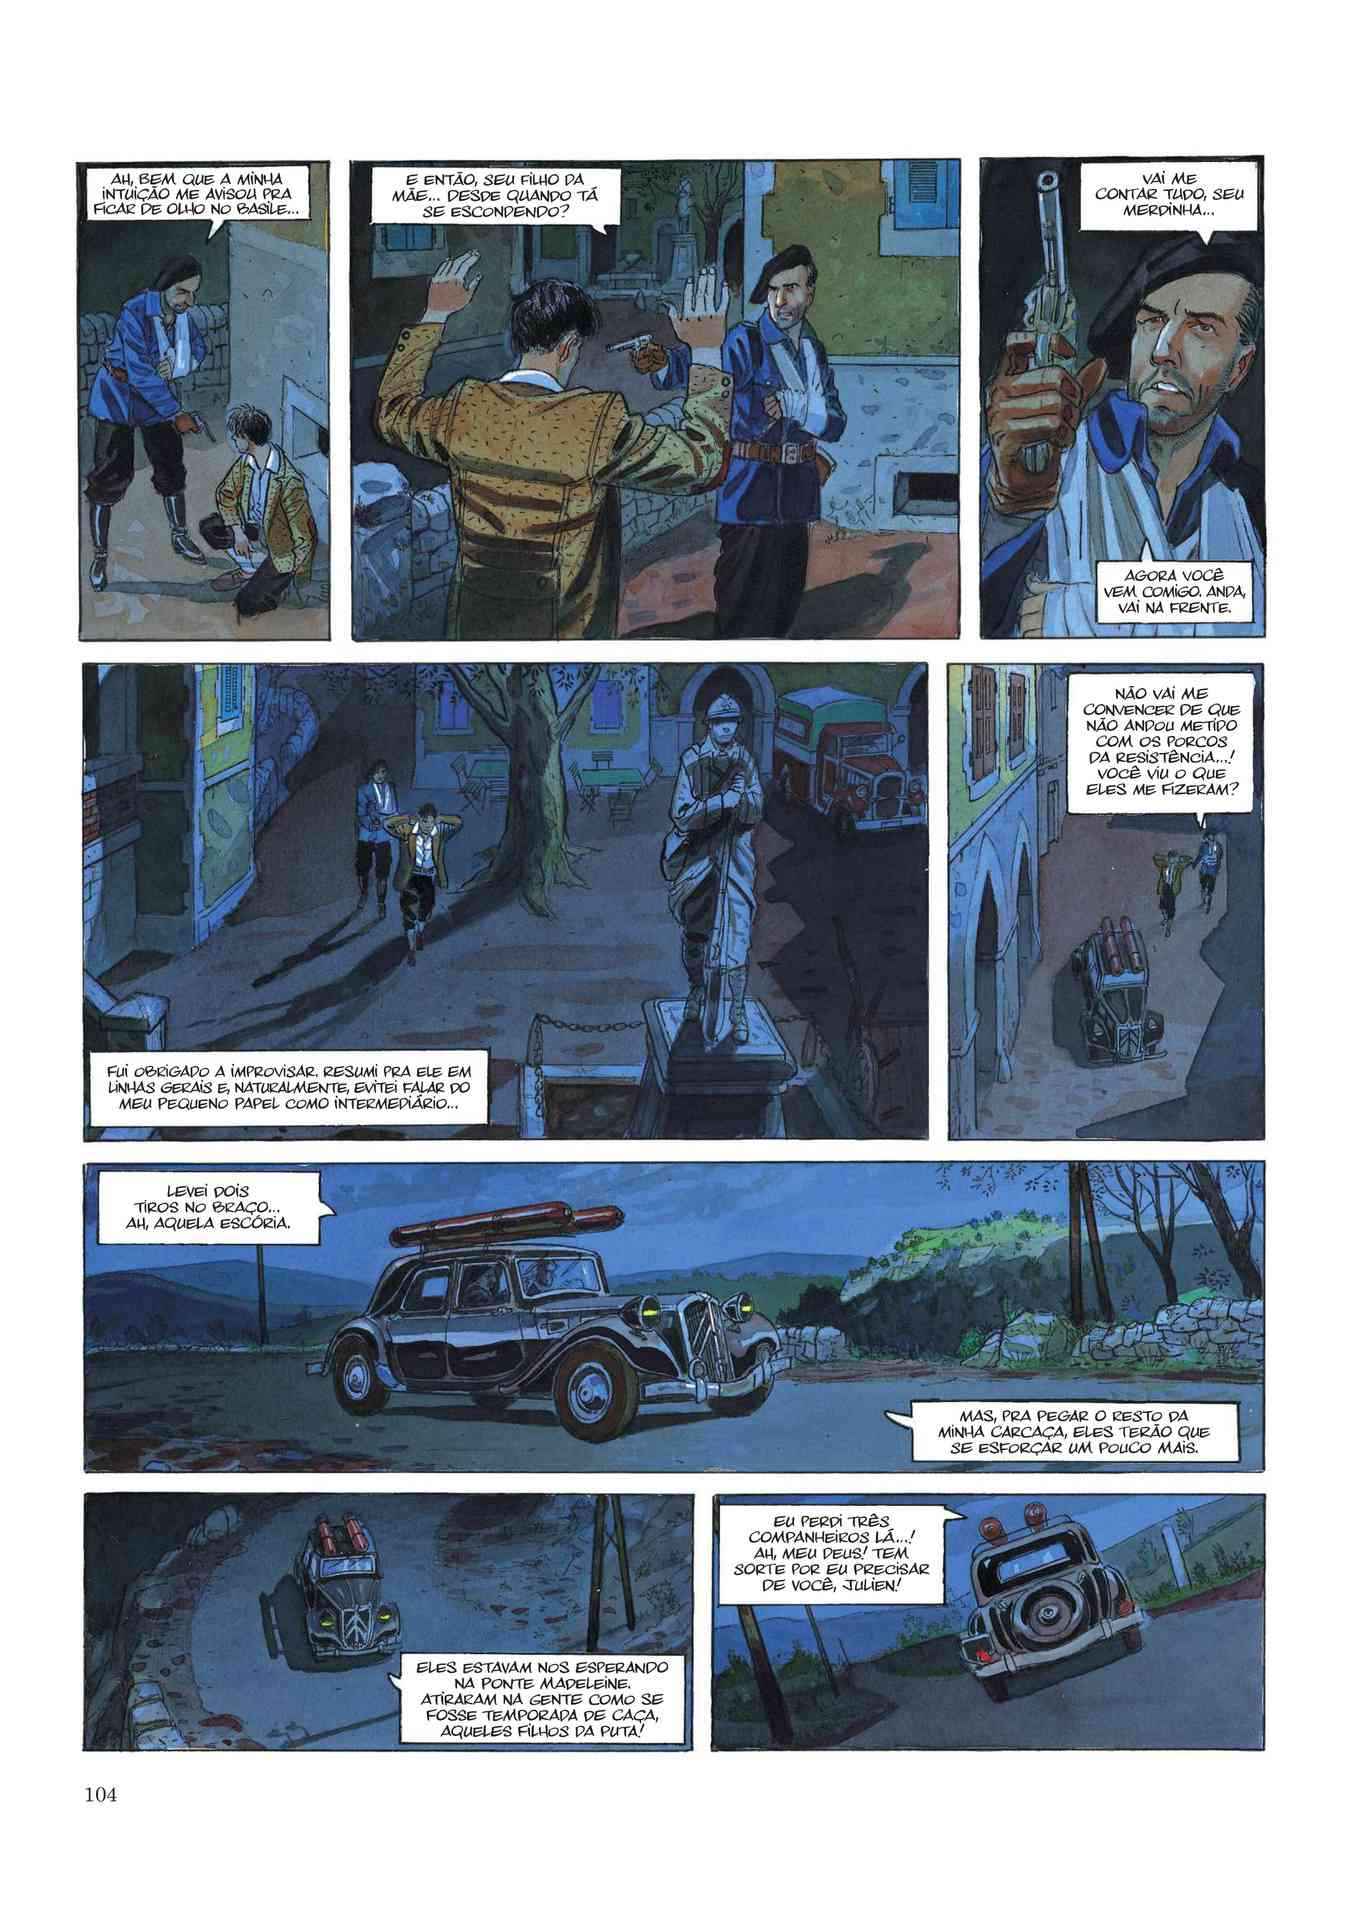 AH, BEM QUE A MINHA
INTUIÇÃO ME AVISOU PRA
FICAR DE OLHO NO BASILE...
E ENTÃO, SEU FILHO DA
MÃE... DESDE QUANDO TÁ
SE ESCONDENDO?
VAI ME
CONTAR TUDO, SEU
MERDINHA...
AGORA VOCÊ
VEM COMIGO. ANDA,
VAI NA FRENTE.
FUI OBRIGADO A IMPROVISAR. RESUMI PRA ELE EM
LINHAS GERAIS E, NATURALMENTE, EVITEI FALAR DO
MEU PEQUENO PAPEL COMO INTERMEDIÁRIO...
NÃO VAI ME
CONVENCER DE QUE
NÃO ANDOU METIDO
COM OS PORCOS
DA RESISTÊNCIA...!
VOCÊ VIU O QUE
ELES ME FIZERAM?
LEVEI DOIS
TIROS NO BRAÇO...
AH, AQUELA ESCÓRIA.
MAS, PRA PEGAR O RESTO DA
MINHA CARCAÇA, ELES TERÃO QUE
SE ESFORÇAR UM POUCO MAIS.
ELES ESTAVAM NOS ESPERANDO
NA PONTE MADELEINE.
ATIRARAM NA GENTE COMO SE
FOSSE TEMPORADA DE CAÇA,
AQUELES FILHOS DA PUTA!
EU PERDI TRÊS
COMPANHEIROS LÁ...!
AH, MEU DEUS! TEM
SORTE POR EU PRECISAR
DE VOCÊ, JULIEN!
104